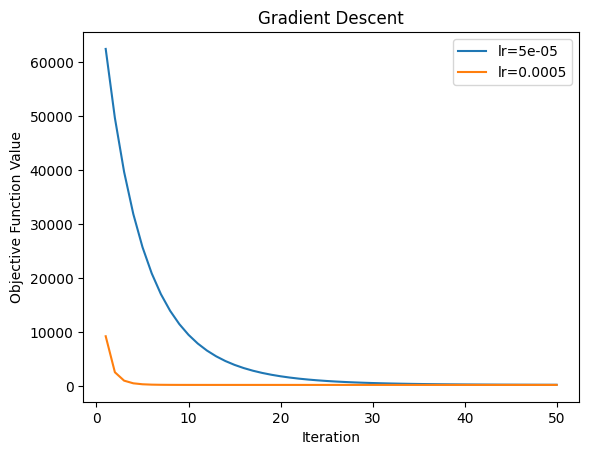 Gradient Descent
lr=5e-05
lr=0.0005
Objective Function Value
60000
50000
40000
30000
20000
10000
0
0
10
20
30
40
50
Iteration